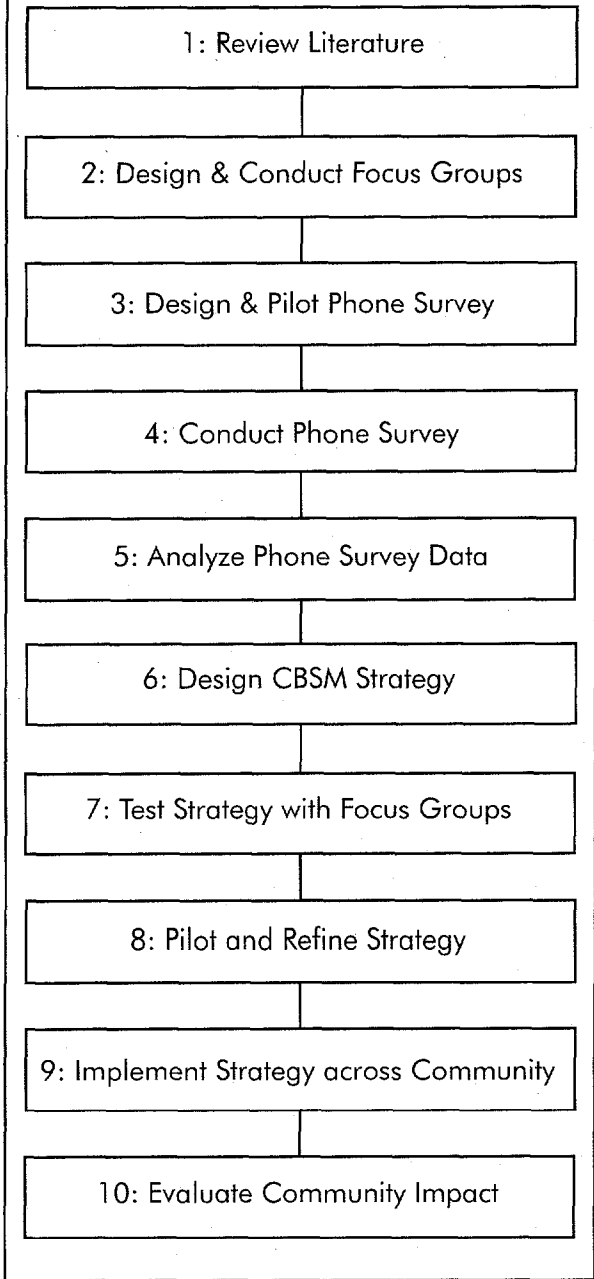 1: Review Literature
2: Design & Conduct Focus Groups
3: Design & Pilot Phone Survey
4: Conduct Phone Survey
5: Analyze Phone Survey Data
6: Design CBSM Strategy
7: Test Strategy with Focus Groups
8: Pilot and Refine Strategy
9: Implement Strategy across Community
10: Evaluate Community Impact